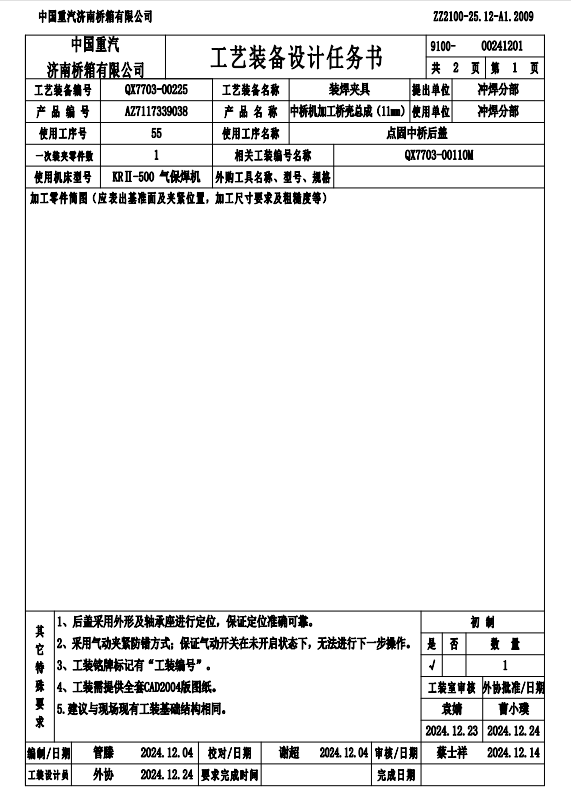 中国重汽济南桥箱有限公司 ZZ2100-25.12-A1.2009
中国重汽
济南桥箱有限公司
工艺装备设计任务书
9100- 00241201
共 2 页 第 1 页
工艺装备编号 QX7703-00225 工艺装备名称 装焊夹具 提出单位 冲焊分部
产品编号 AZ7117339038 产品名称 中桥机加工桥壳总成(11mm) 使用单位 冲焊分部
使用工序号 55 使用工序名称 点固中桥后盖
一次装夹零件数 1 相关工装编号名称 QX7703-00110M
使用机床型号 KRⅡ-500 气保焊机 外购工具名称、型号、规格
加工零件简图(应表出基准面及夹紧位置,加工尺寸要求及粗糙度等)
其它特殊要求
1、后盖采用外形及轴承座进行定位,保证定位准确可靠。
2、采用气动夹紧防错方式;保证气动开关在未开启状态下,无法进行下一步操作。
3、工装铭牌标记有“工装编号”。
4、工装需提供全套CAD2004版图纸。
5.建议与现场现有工装基础结构相同。
初 制
是 否 数 量
√ 1
工装室审核 外协批准/日期
袁婧 曹小璞
2024.12.23 2024.12.24
编制/日期 管滕 2024.12.04 校对/日期 谢超 2024.12.04 审核/日期 蔡士祥 2024.12.14
工装设计员 外协 2024.12.24 要求完成时间 完成日期